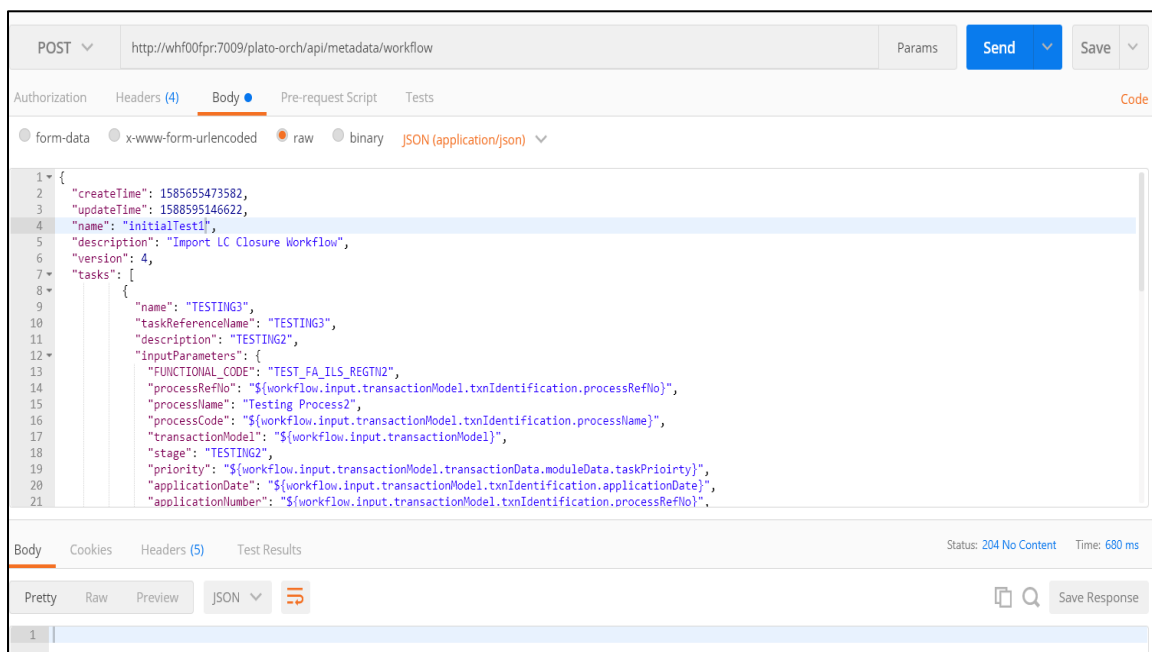 POST http://whf00fpr:7009/plato-orch/api/metadata/workflow Params Send Save
Authorization Headers (4) Body Pre-request Script Tests Code
form-data x-www-form-urlencoded raw binary JSON (application/json)
1 {
2 "createTime": 1585655473582,
3 "updateTime": 1588595146622,
4 "name": "initialTest1",
5 "description": "Import LC Closure Workflow",
6 "version": 4,
7 "tasks": [
8 {
9 "name": "TESTING3",
10 "taskReferenceName": "TESTING3",
11 "description": "TESTING2",
12 "inputParameters": {
13 "FUNCTIONAL_CODE": "TEST_FA_ILS_REGTN2",
14 "processRefNo": "${workflow.input.transactionModel.txnIdentification.processRefNo}",
15 "processName": "Testing Process2",
16 "processCode": "${workflow.input.transactionModel.txnIdentification.processName}",
17 "transactionModel": "${workflow.input.transactionModel}",
18 "stage": "TESTING2",
19 "priority": "${workflow.input.transactionModel.transactionData.moduleData.taskPrioirty}",
20 "applicationDate": "${workflow.input.transactionModel.txnIdentification.applicationDate}",
21 "applicationNumber": "${workflow.input.transactionModel.txnIdentification.processRefNo}",
Body Cookies Headers (5) Test Results Status: 204 No Content Time: 680 ms
Pretty Raw Preview JSON Save Response
1